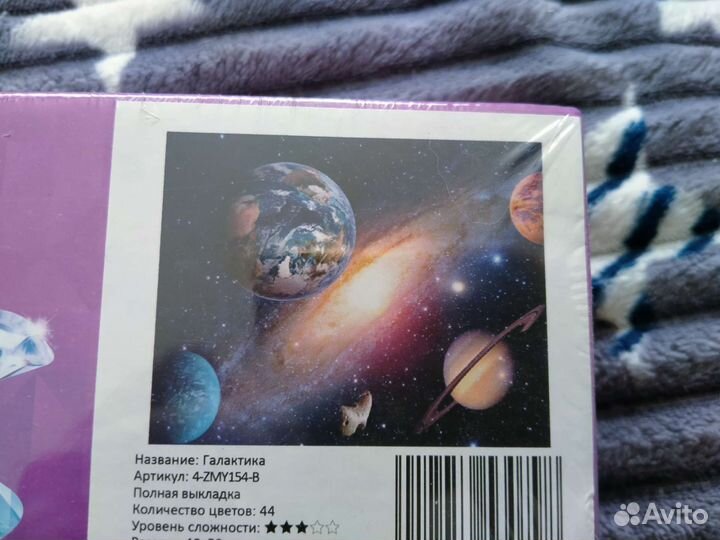 Название: Галактика
Артикул: 4-ZMY154-B
Полная выкладка
Количество цветов: 44
Уровень сложности: ★★★☆☆
Avito